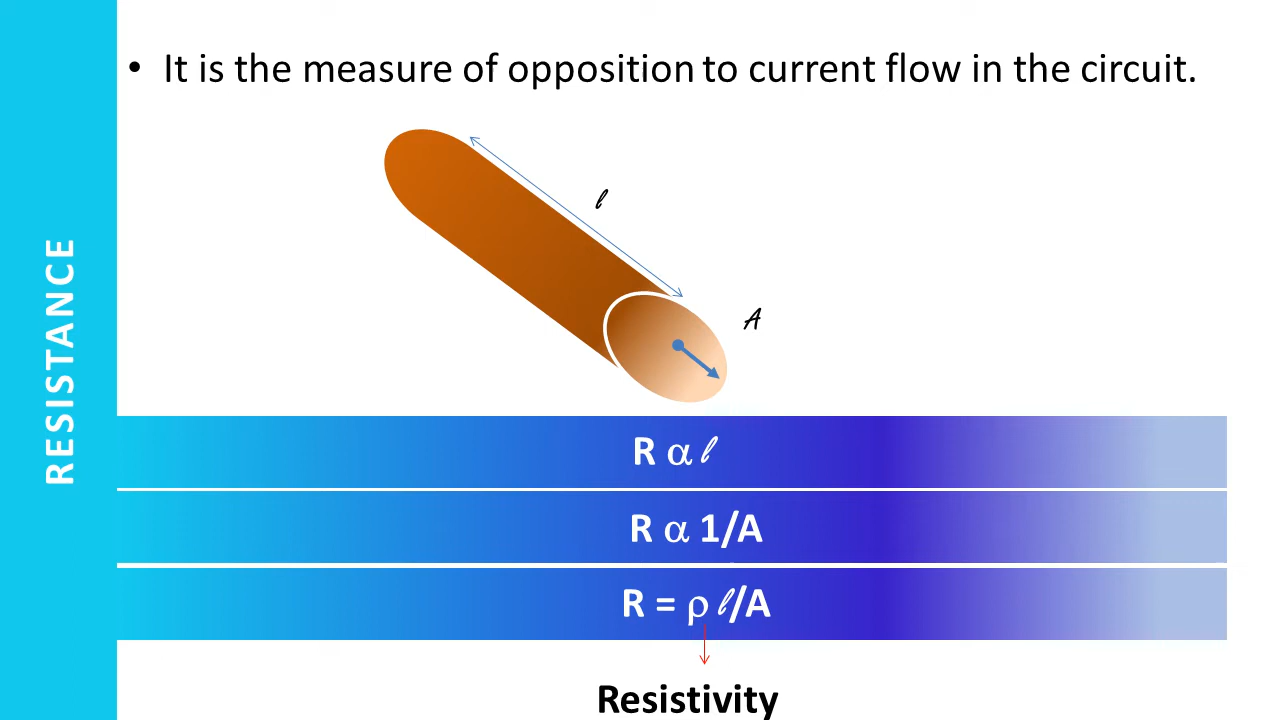 RESISTANCE
• It is the measure of opposition to current flow in the circuit.
l
A
R α l
R α 1/A
R = ρ l/A
Resistivity